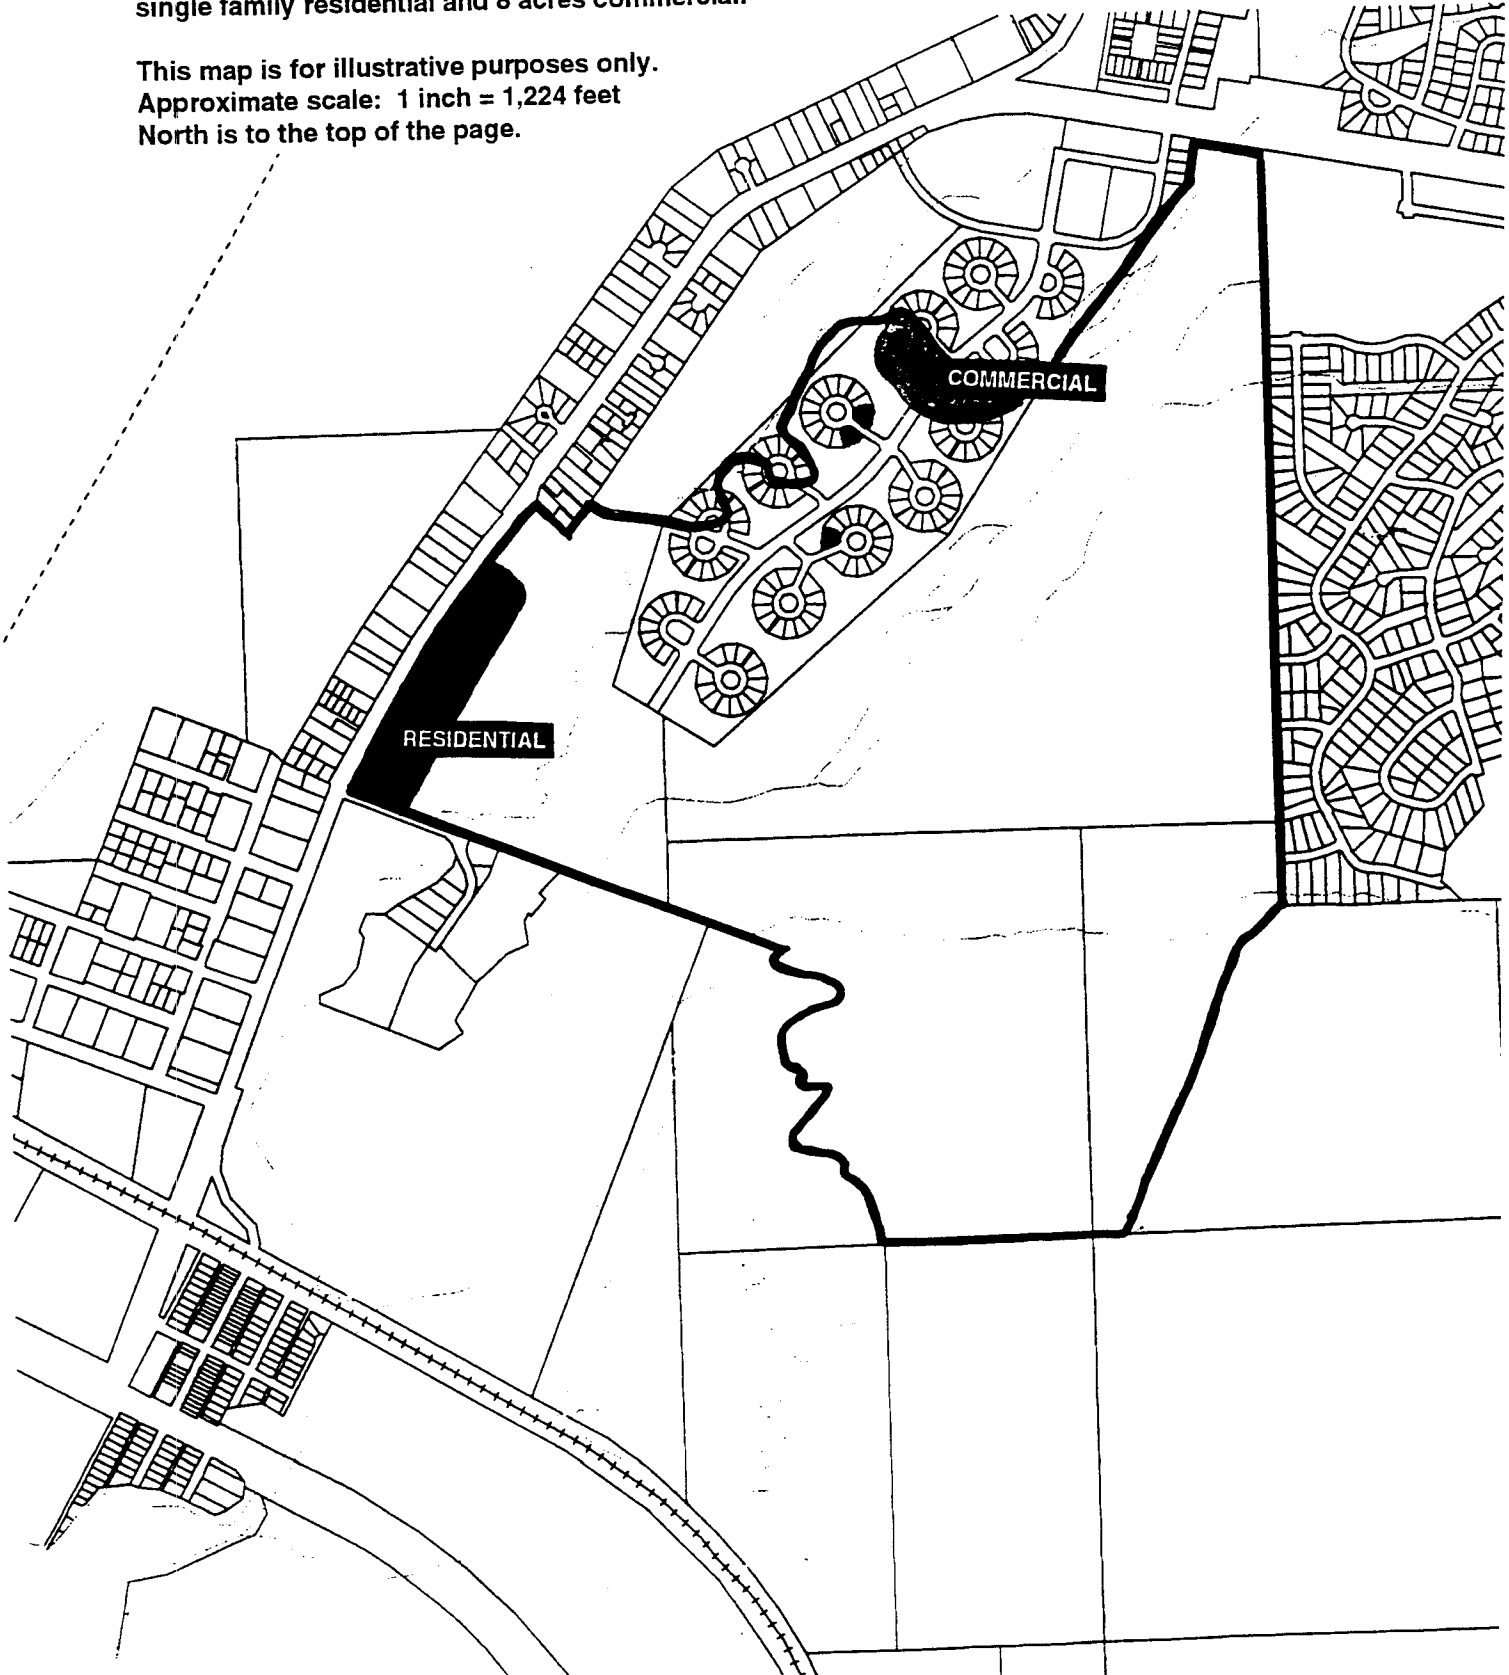 single family residential and 8 acres commercial.
This map is for illustrative purposes only.
Approximate scale: 1 inch = 1,224 feet
North is to the top of the page.
COMMERCIAL
RESIDENTIAL